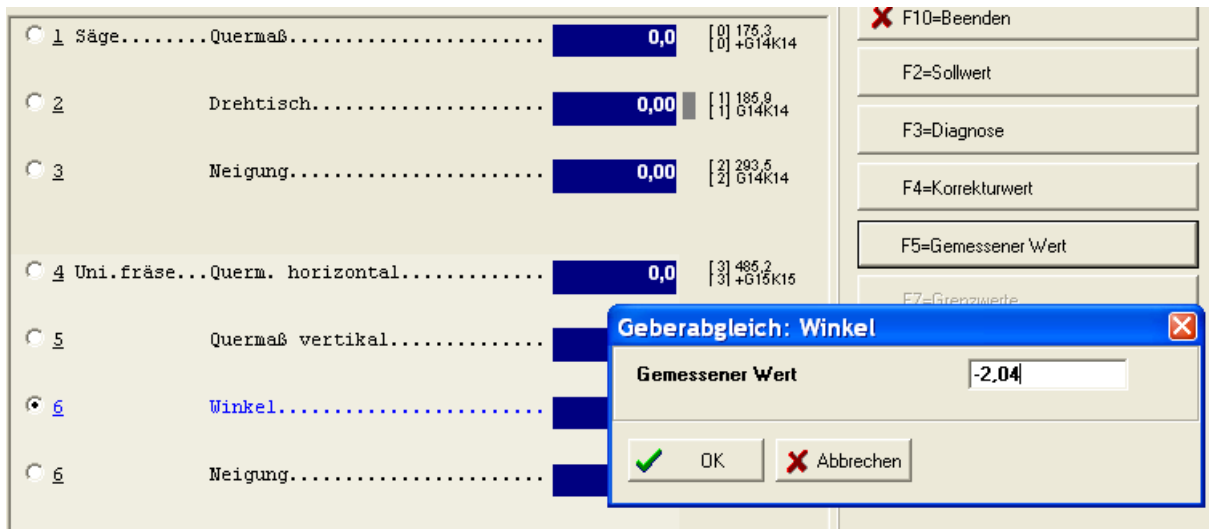 1 Säge........Quermaß....................... 0,0 [0] 175,3
[0] +G14K14
2 Drehtisch..................... 0,00 [1] 185,9
[1] G14K14
3 Neigung....................... 0,00 [2] 293,5
[2] G14K14
4 Uni.fräse...Querm. horizontal............. 0,0 [3] 485,2
[3] +G15K15
5 Quermaß vertikal..............
6 Winkel........................
6 Neigung.......................
F10=Beenden
F2=Sollwert
F3=Diagnose
F4=Korrekturwert
F5=Gemessener Wert
F7=Grenzwerte
Geberabgleich: Winkel
Gemessener Wert -2,04
OK Abbrechen